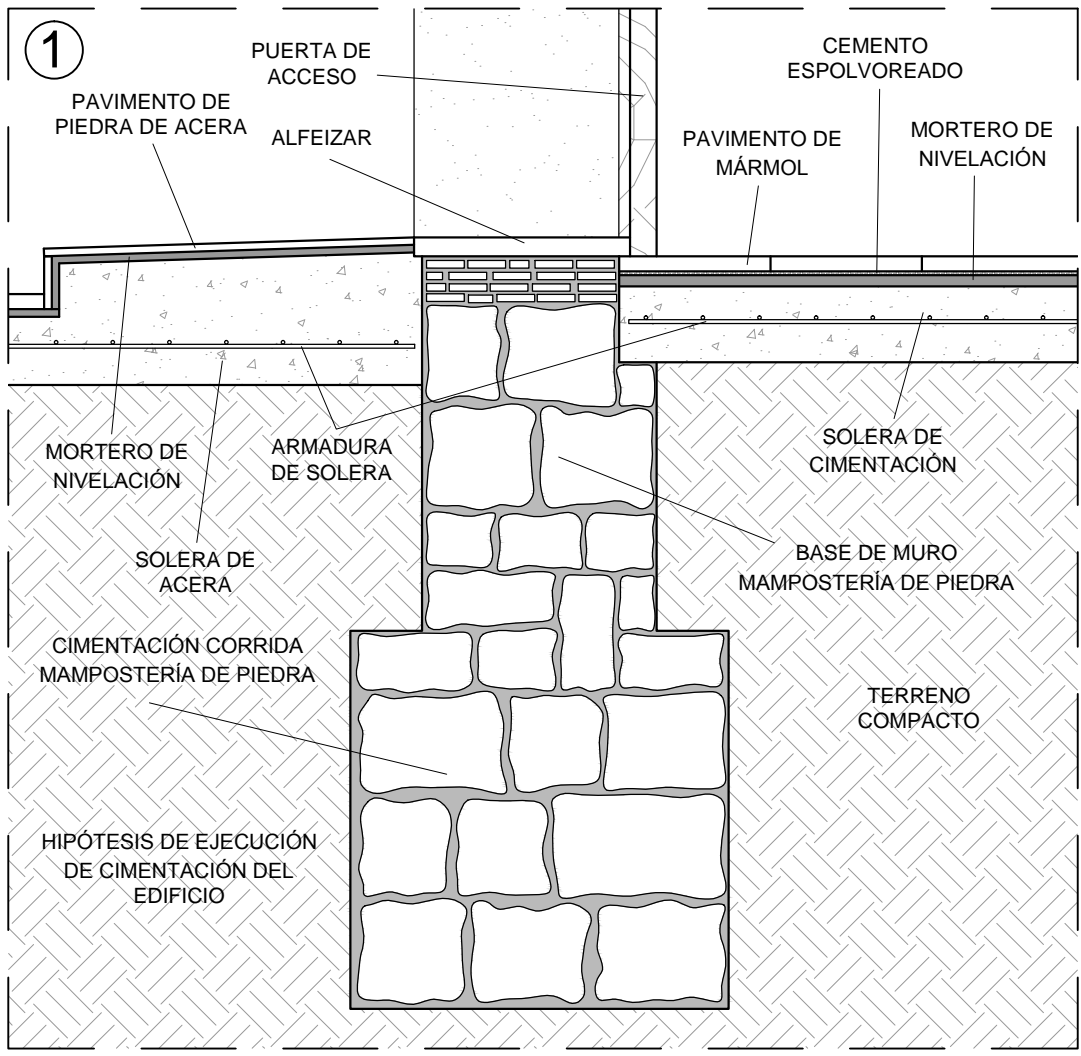 1
PUERTA DE
ACCESO
CEMENTO
ESPOLVOREADO
PAVIMENTO DE
PIEDRA DE ACERA
ALFEIZAR
PAVIMENTO DE
MÁRMOL
MORTERO DE
NIVELACIÓN
MORTERO DE
NIVELACIÓN
ARMADURA
DE SOLERA
SOLERA DE
CIMENTACIÓN
SOLERA DE
ACERA
BASE DE MURO
MAMPOSTERÍA DE PIEDRA
CIMENTACIÓN CORRIDA
MAMPOSTERÍA DE PIEDRA
TERRENO
COMPACTO
HIPÓTESIS DE EJECUCIÓN
DE CIMENTACIÓN DEL
EDIFICIO